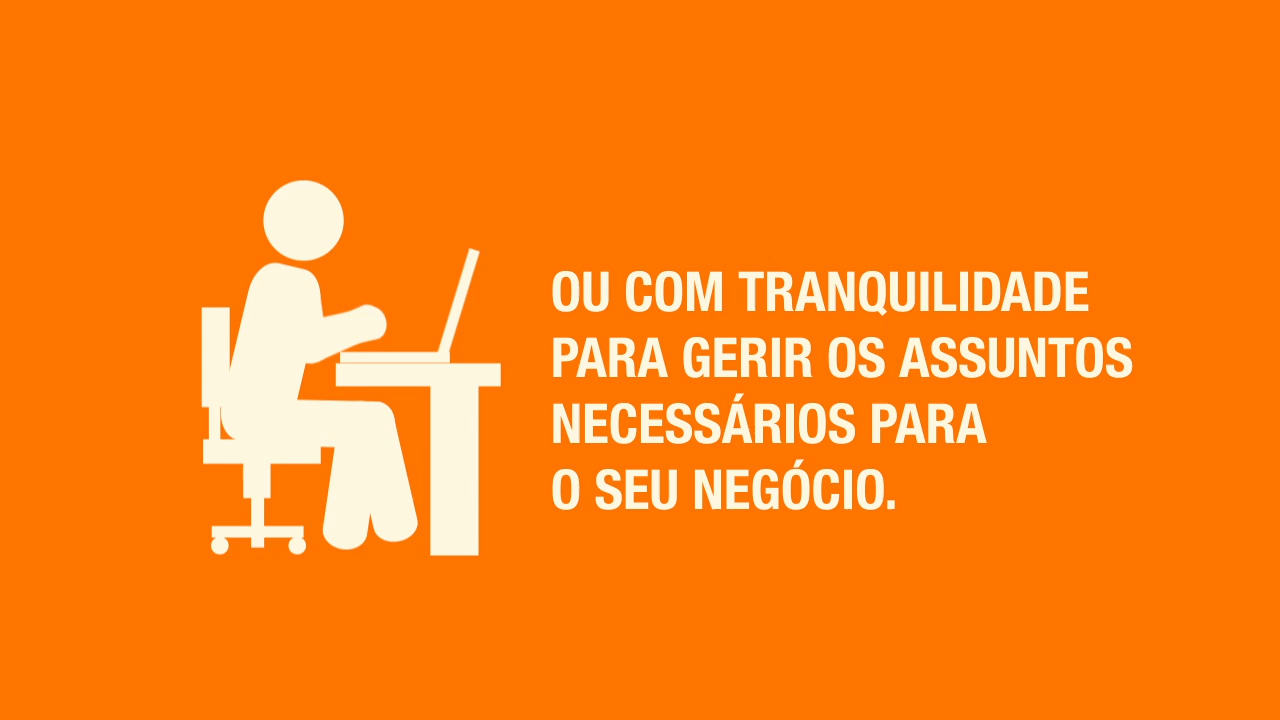 OU COM TRANQUILIDADE
PARA GERIR OS ASSUNTOS
NECESSÁRIOS PARA
O SEU NEGÓCIO.